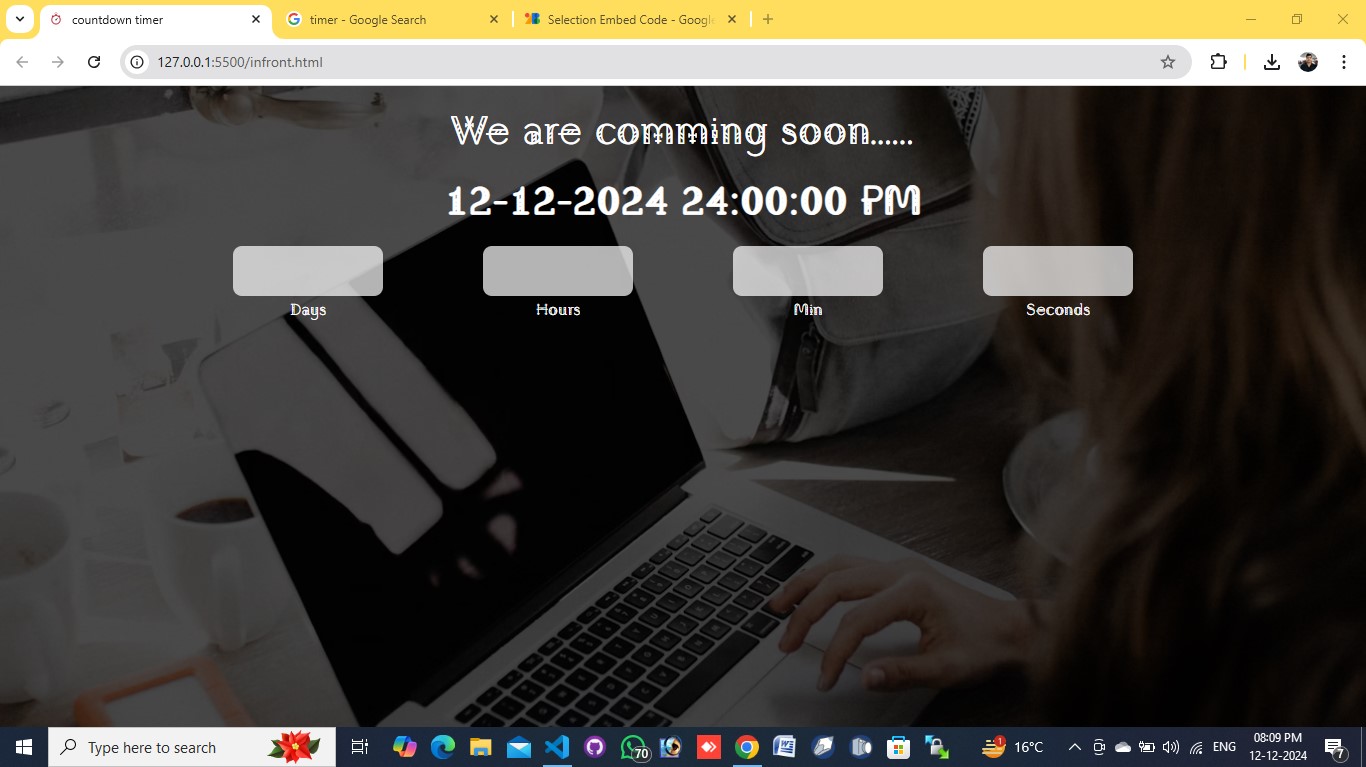 countdown timer
timer - Google Search
Selection Embed Code - Google
127.0.0.1:5500/infront.html
We are comming soon......
12-12-2024 24:00:00 PM
Days
Hours
Min
Seconds
Type here to search
70
1
16°C
ENG
08:09 PM
12-12-2024
7